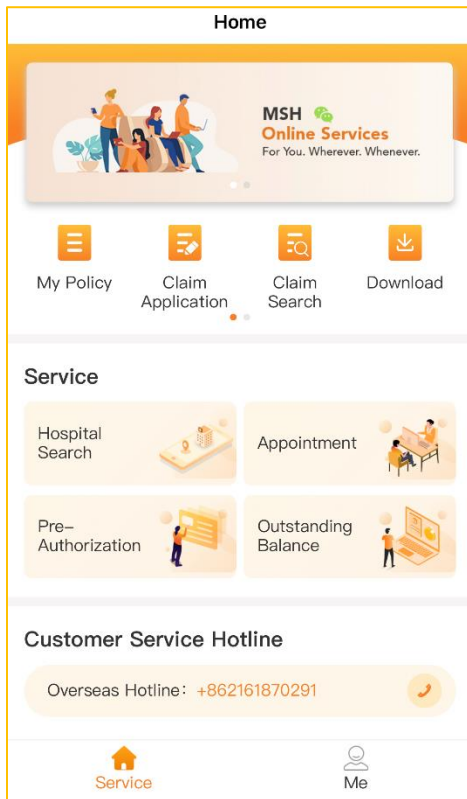 Home
MSH
Online Services
For You. Wherever. Whenever.
My Policy
Claim
Application
Claim
Search
Download
Service
Hospital
Search
Appointment
Pre-
Authorization
Outstanding
Balance
Customer Service Hotline
Overseas Hotline: +862161870291
Service
Me